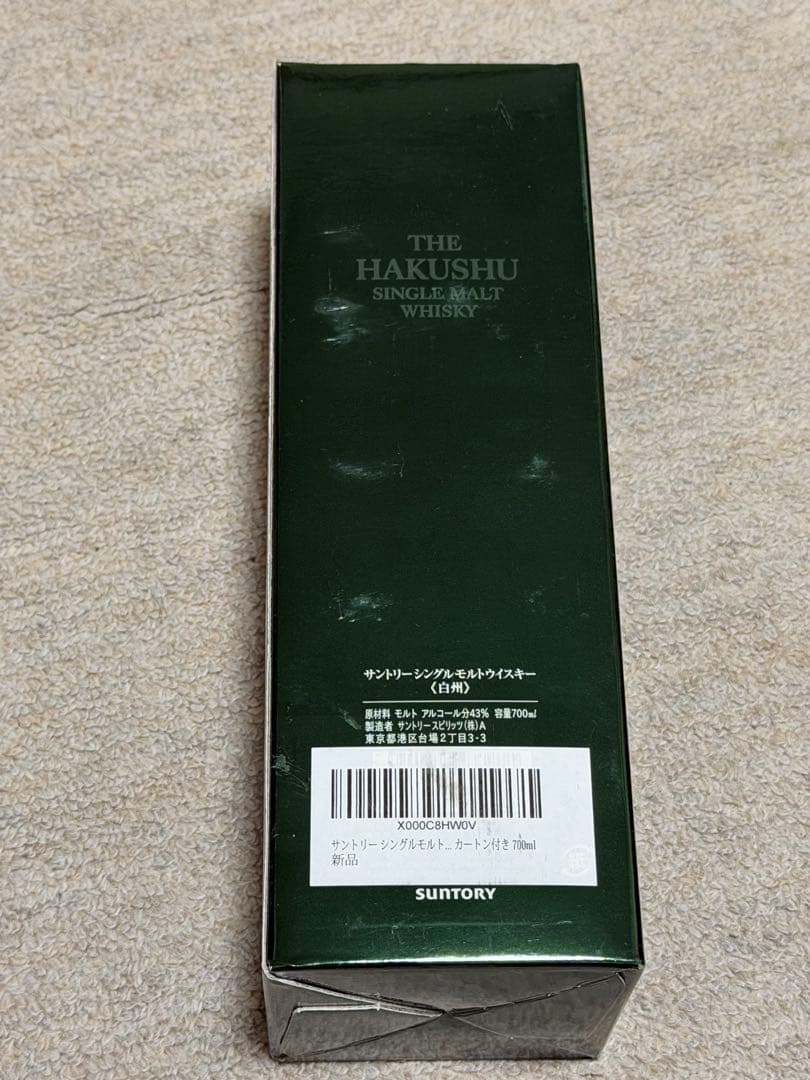 THE
HAKUSHU
SINGLE MALT
WHISKY
サントリーシングルモルトウイスキー
《白州》
原材料 モルト アルコール分43% 容量700ml
製造者 サントリースピリッツ(株)A
東京都港区台場2丁目3-3
X000C8HW0V
サントリー シングルモルト... カートン付き 700ml
新品
SUNTORY